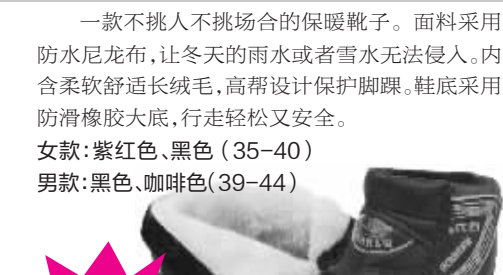 一款不挑人不挑场合的保暖靴子。面料采用
防水尼龙布,让冬天的雨水或者雪水无法侵入。内
含柔软舒适长绒毛,高帮设计保护脚踝。鞋底采用
防滑橡胶大底,行走轻松又安全。
女款:紫红色、黑色(35-40)
男款:黑色、咖啡色(39-44)